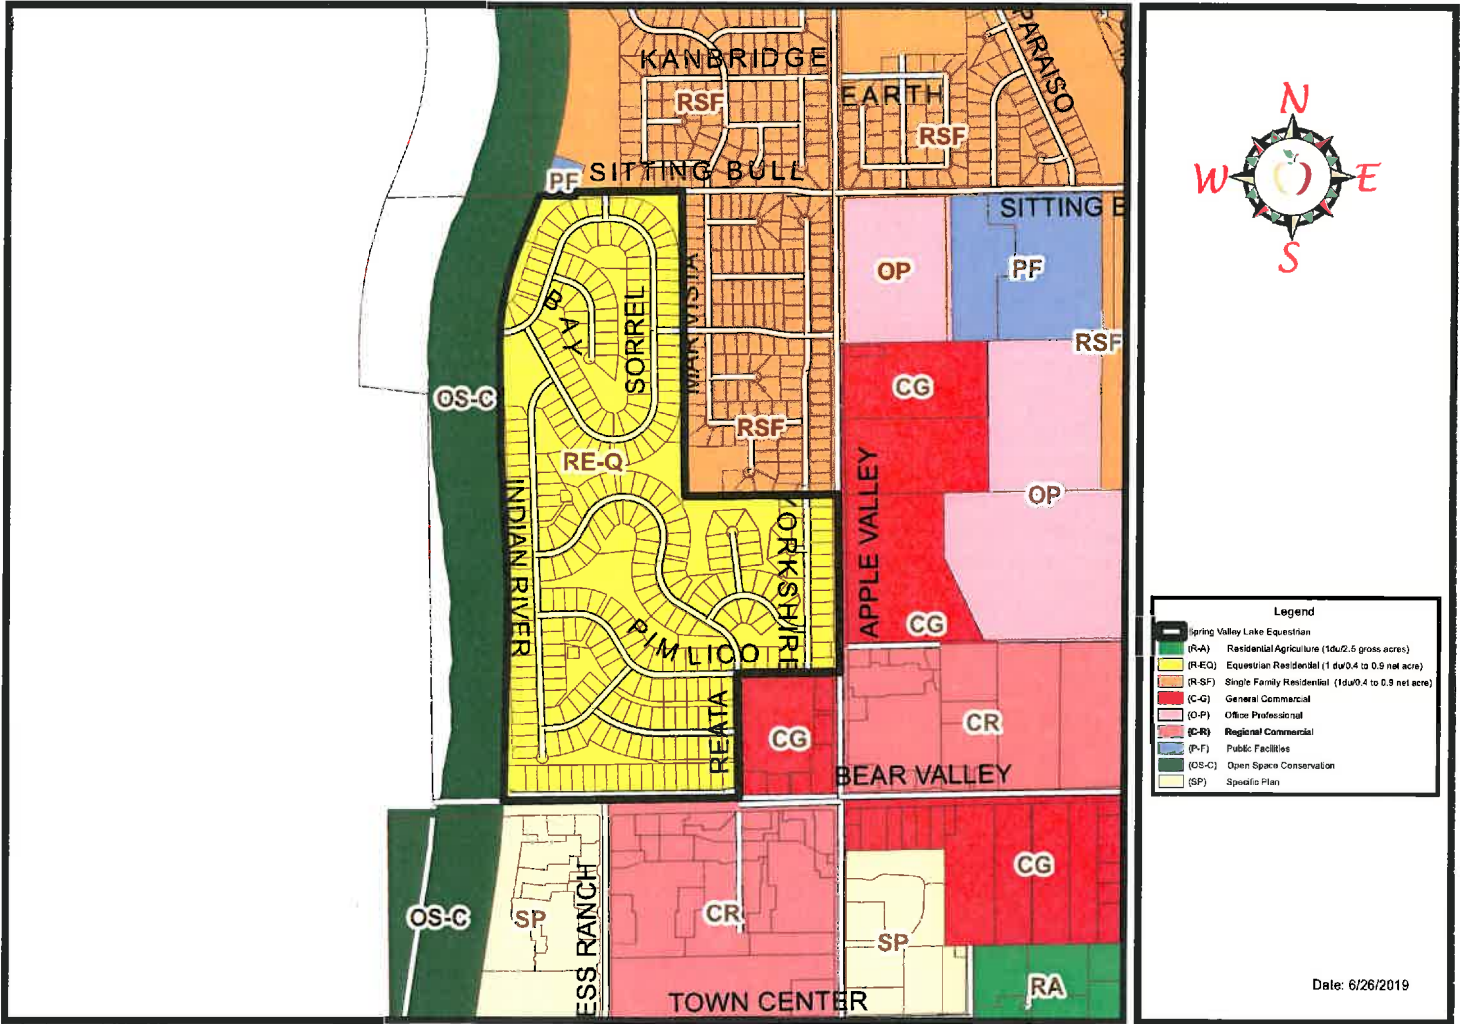 KANBRIDGE
PARAISO
EARTH
RSF
RSF
SITTING BULL
PF
SITTING B
OP
PF
MAR VISTA
BAY
SORREL
RSF
OS-C
CG
RSF
RE-Q
OP
INDIAN RIVER
YORKSHIRE
APPLE VALLEY
CG
PIMLICO
REATA
CG
CR
BEAR VALLEY
CG
OS-C
SP
ESS RANCH
CR
SP
RA
TOWN CENTER
N
W
E
S
Legend
Spring Valley Lake Equestrian
(R-A) Residential Agriculture (1du/2.5 gross acres)
(R-EQ) Equestrian Residential (1 du/0.4 to 0.9 net acre)
(R-SF) Single Family Residential (1du/0.4 to 0.9 net acre)
(C-G) General Commercial
(O-P) Office Professional
(C-R) Regional Commercial
(P-F) Public Facilities
(OS-C) Open Space Conservation
(SP) Specific Plan
Date: 6/26/2019